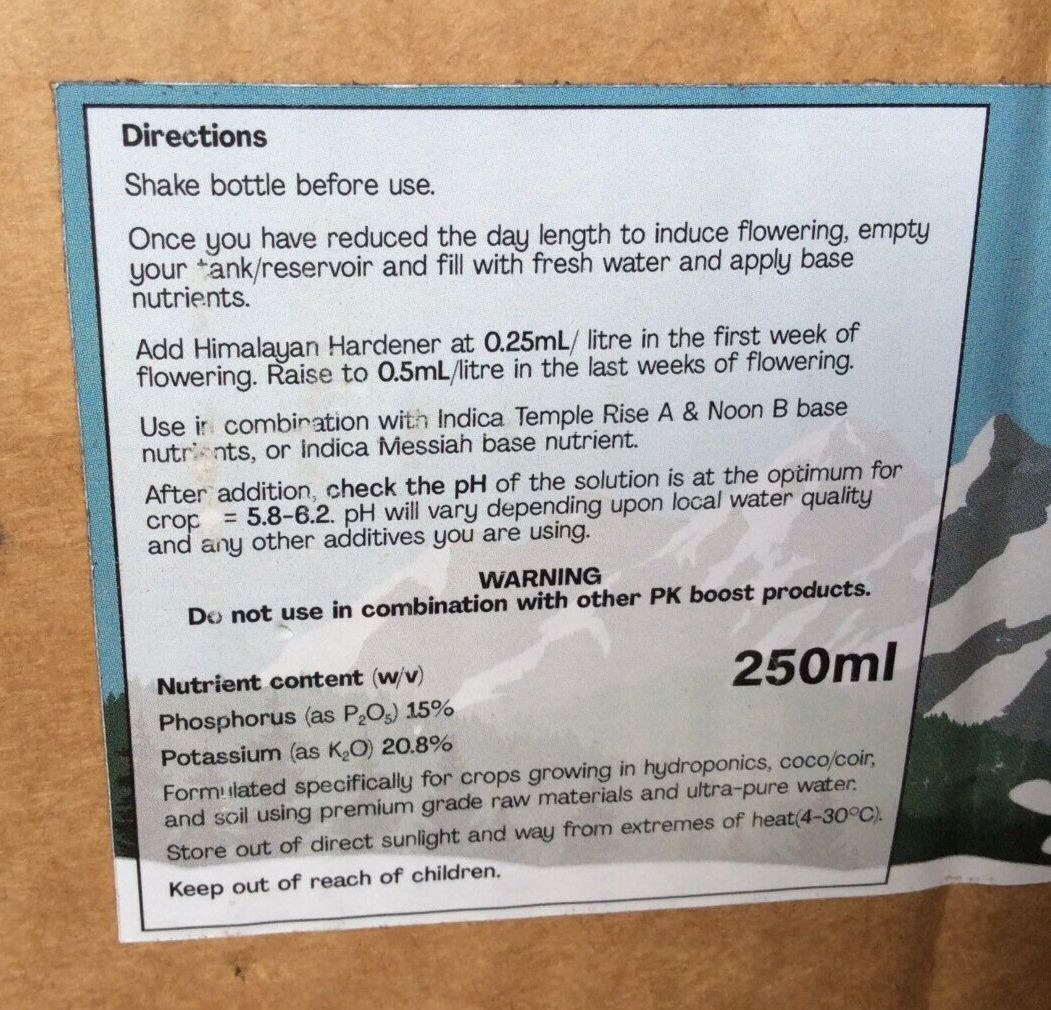 Directions
Shake bottle before use.
Once you have reduced the day length to induce flowering, empty
your tank/reservoir and fill with fresh water and apply base
nutrients.
Add Himalayan Hardener at 0.25mL/ litre in the first week of
flowering. Raise to 0.5mL/litre in the last weeks of flowering.
Use in combination with Indica Temple Rise A & Noon B base
nutrients, or Indica Messiah base nutrient.
After addition, check the pH of the solution is at the optimum for
crop = 5.8-6.2. pH will vary depending upon local water quality
and any other additives you are using.
WARNING
Do not use in combination with other PK boost products.
250ml
Nutrient content (w/v)
Phosphorus (as P₂O₅) 15%
Potassium (as K₂O) 20.8%
Formulated specifically for crops growing in hydroponics, coco/coir,
and soil using premium grade raw materials and ultra-pure water.
Store out of direct sunlight and way from extremes of heat(4-30°C).
Keep out of reach of children.